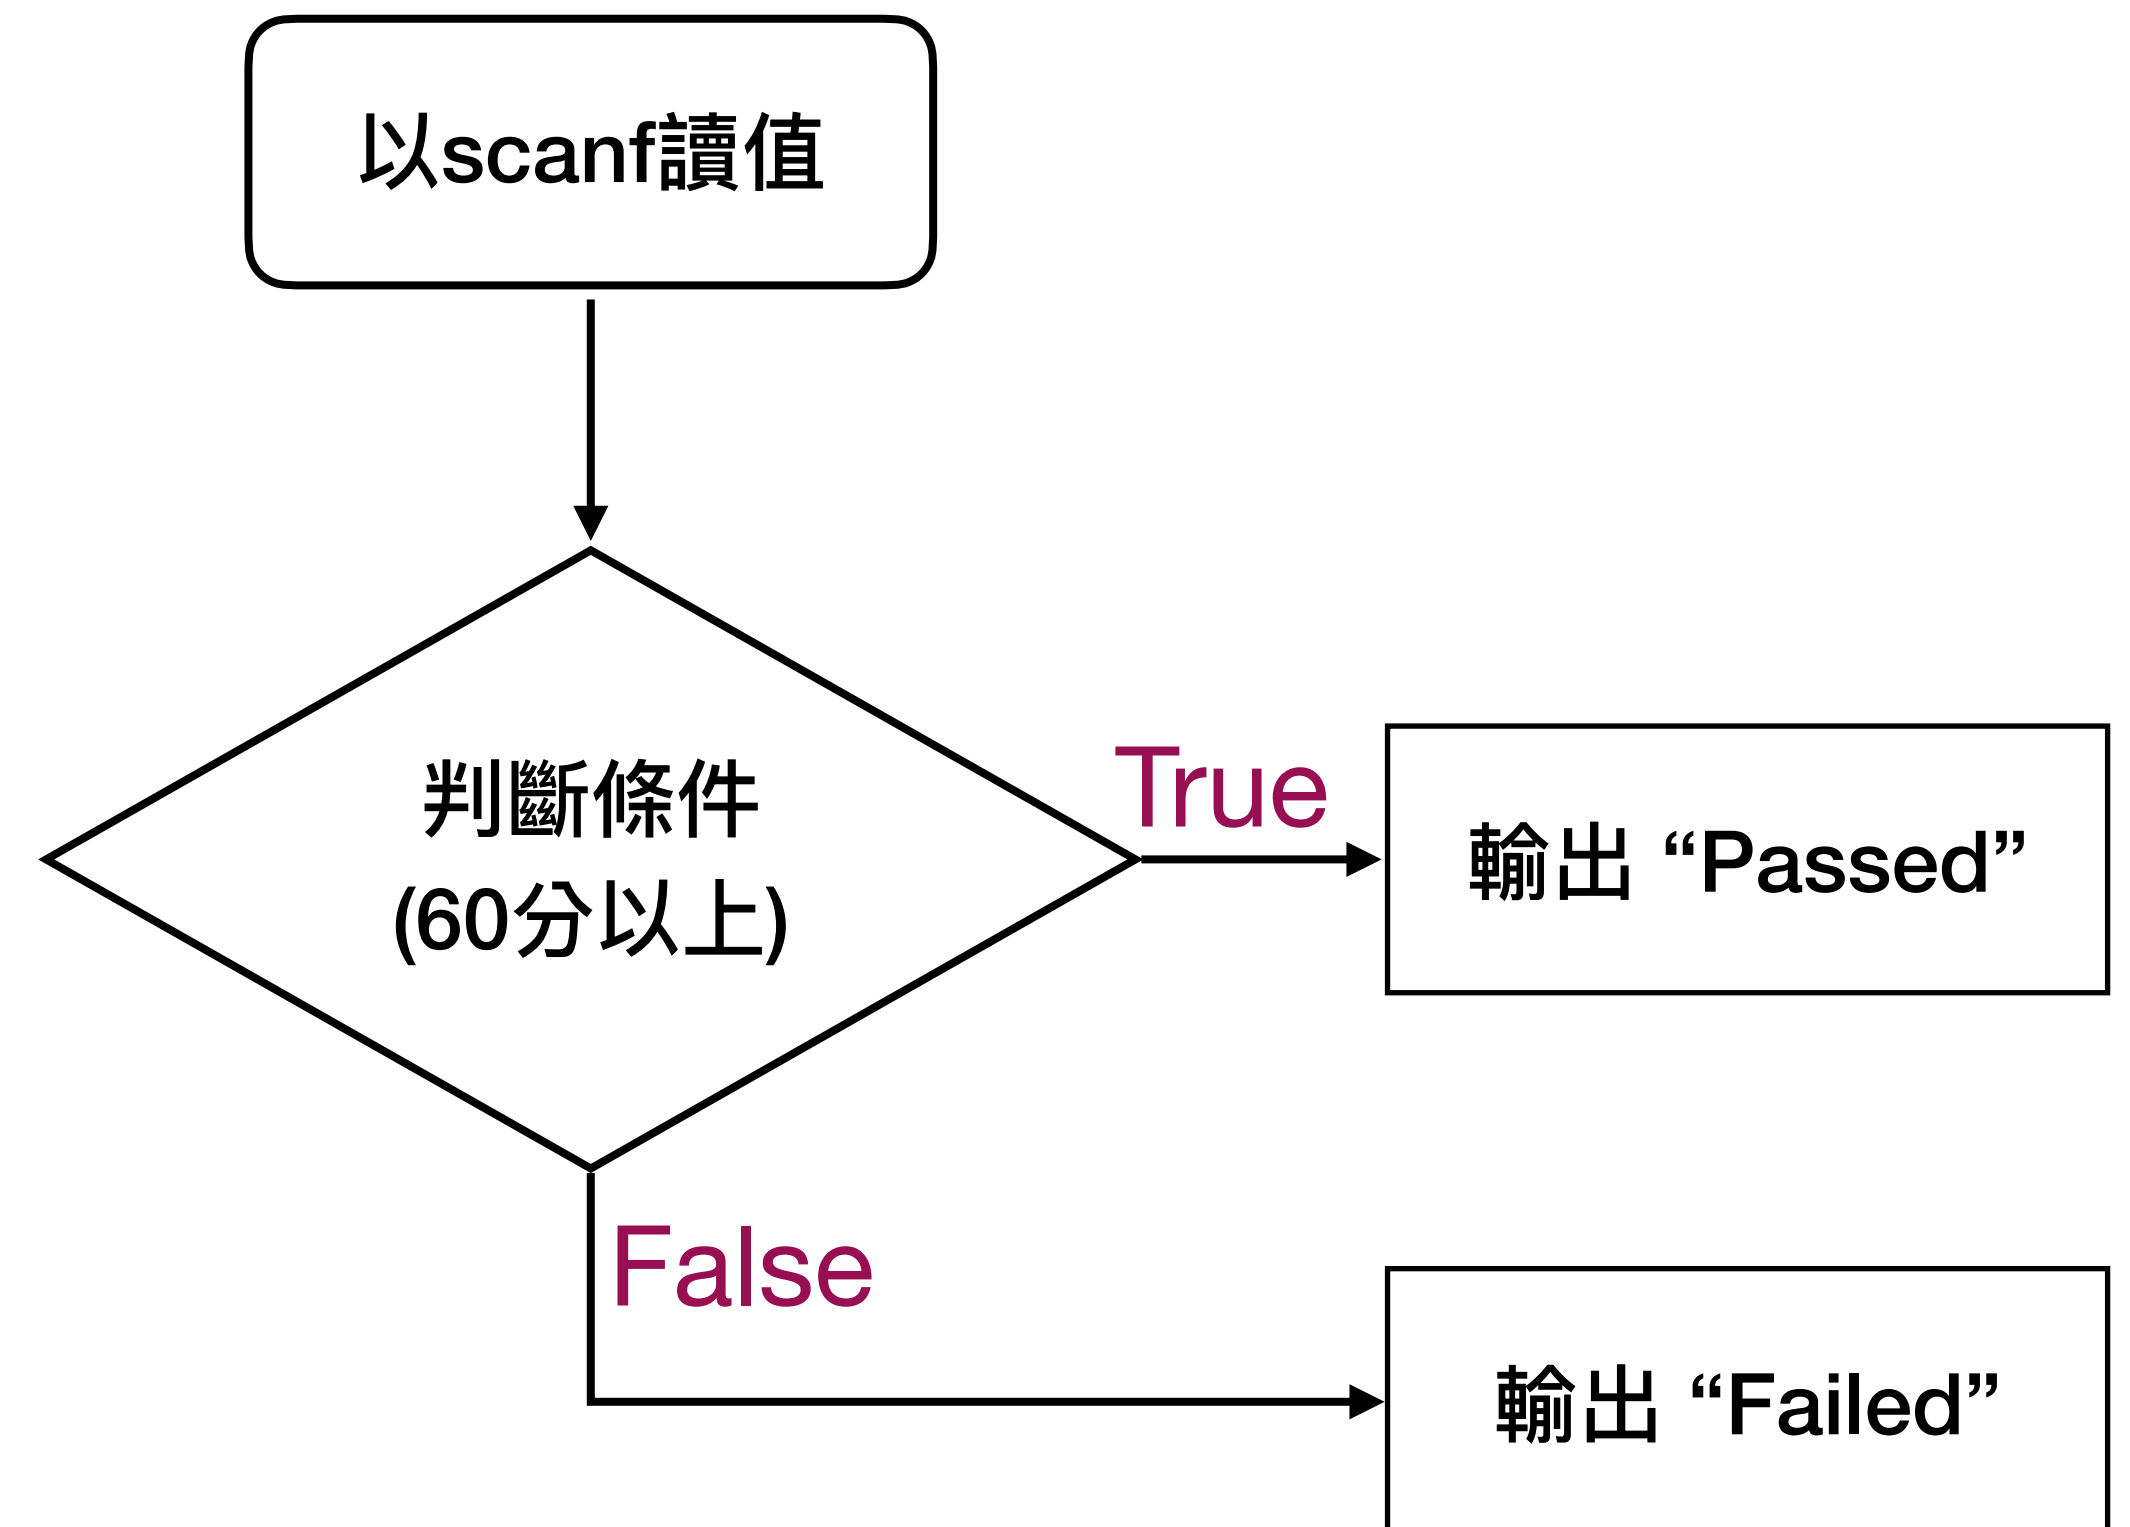 以scanf讀值
判斷條件
(60分以上)
True
輸出 “Passed”
False
輸出 “Failed”